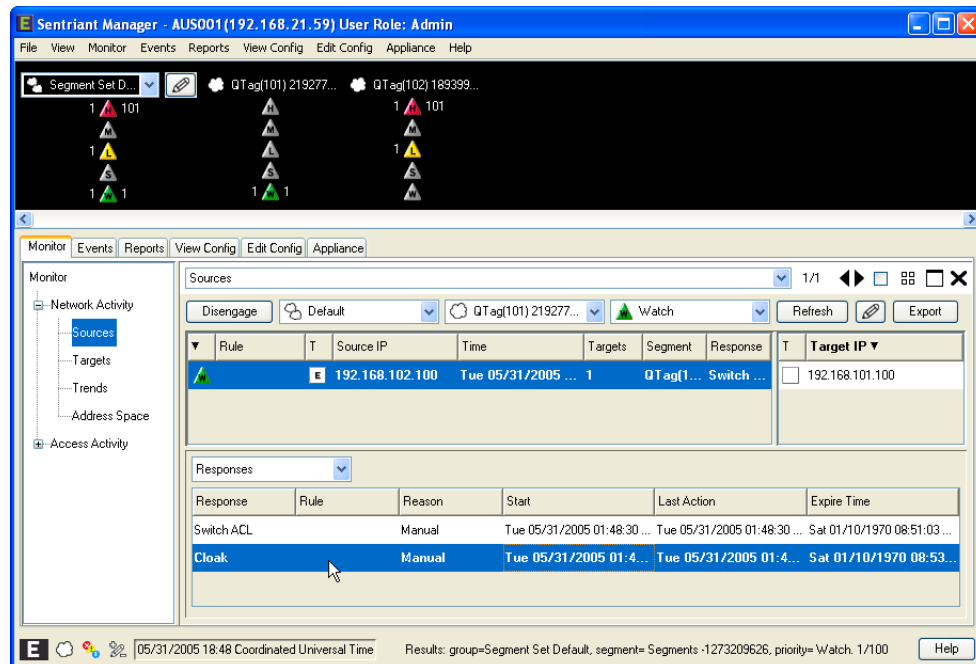 E Sentriant Manager - AUS001(192.168.21.59) User Role: Admin
File View Monitor Events Reports View Config Edit Config Appliance Help
Segment Set D... QTag(101) 219277... QTag(102) 189399...
1 H 101 H 1 H 101
M M M
1 L L 1 L
S S S
1 W 1 1 W 1 W
Monitor Events Reports View Config Edit Config Appliance
Monitor
Network Activity
Sources
Targets
Trends
Address Space
Access Activity
Sources 1/1
Disengage Default QTag(101) 219277... Watch Refresh Export
Rule T Source IP Time Targets Segment Response T Target IP
W E 192.168.102.100 Tue 05/31/2005 ... 1 QTag(1... Switch ... 192.168.101.100
Responses
Response Rule Reason Start Last Action Expire Time
Switch ACL Manual Tue 05/31/2005 01:48:30 ... Tue 05/31/2005 01:48:30 ... Sat 01/10/1970 08:51:03 ...
Cloak Manual Tue 05/31/2005 01:4... Tue 05/31/2005 01:4... Sat 01/10/1970 08:53...
E 05/31/2005 18:48 Coordinated Universal Time Results: group=Segment Set Default, segment= Segments -1273209626, priority= Watch. 1/100 Help